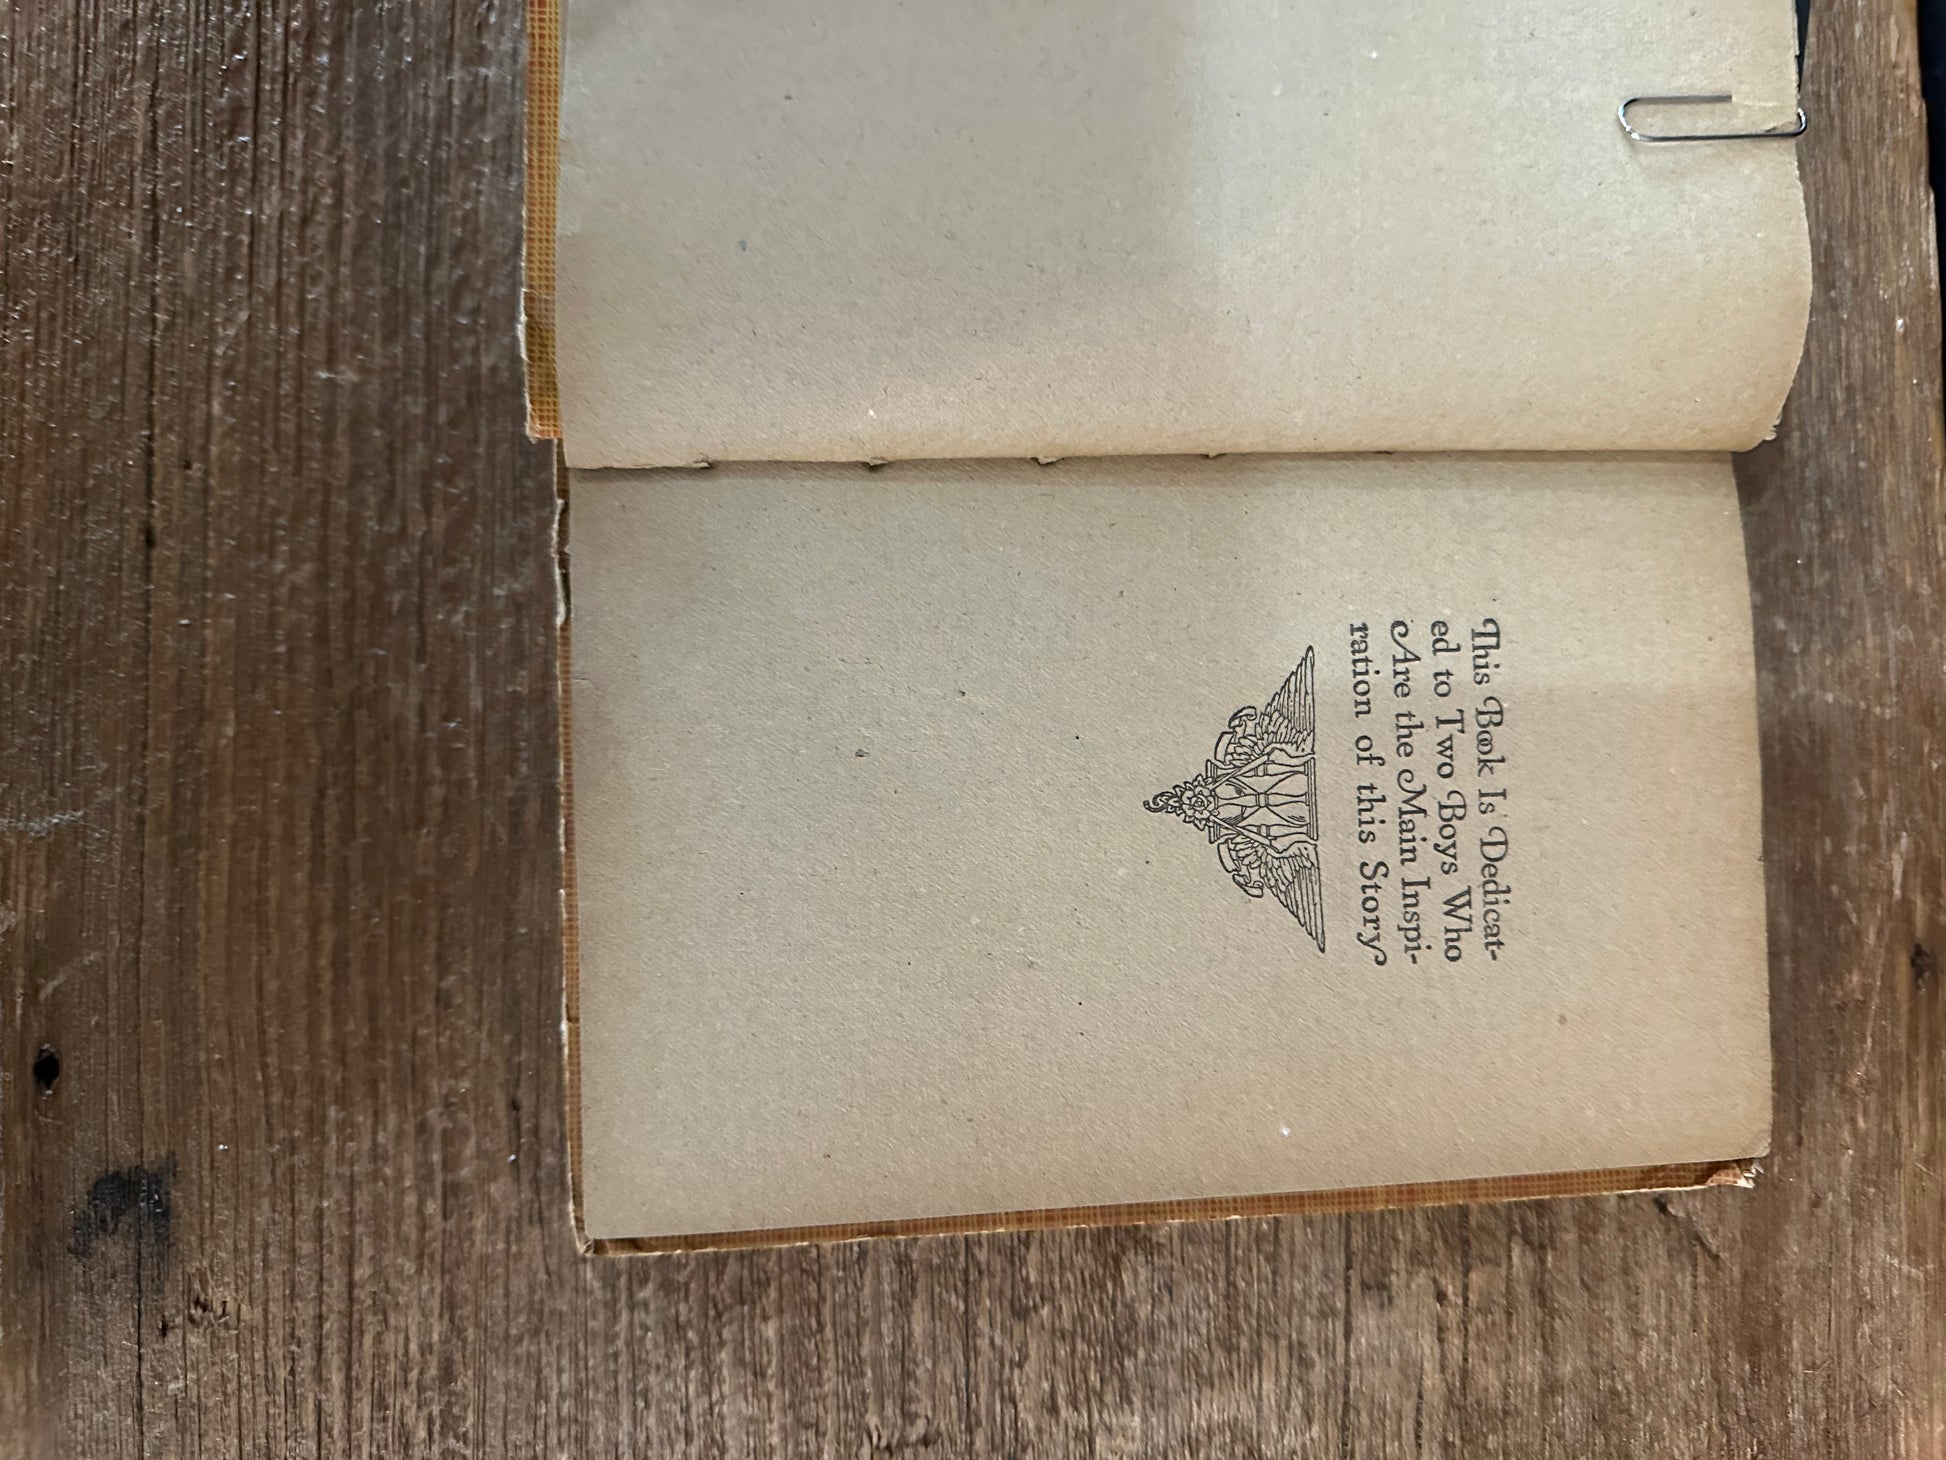 This Book Is Dedicat-
ed to Two Boys Who
Are the Main Inspi-
ration of this Story